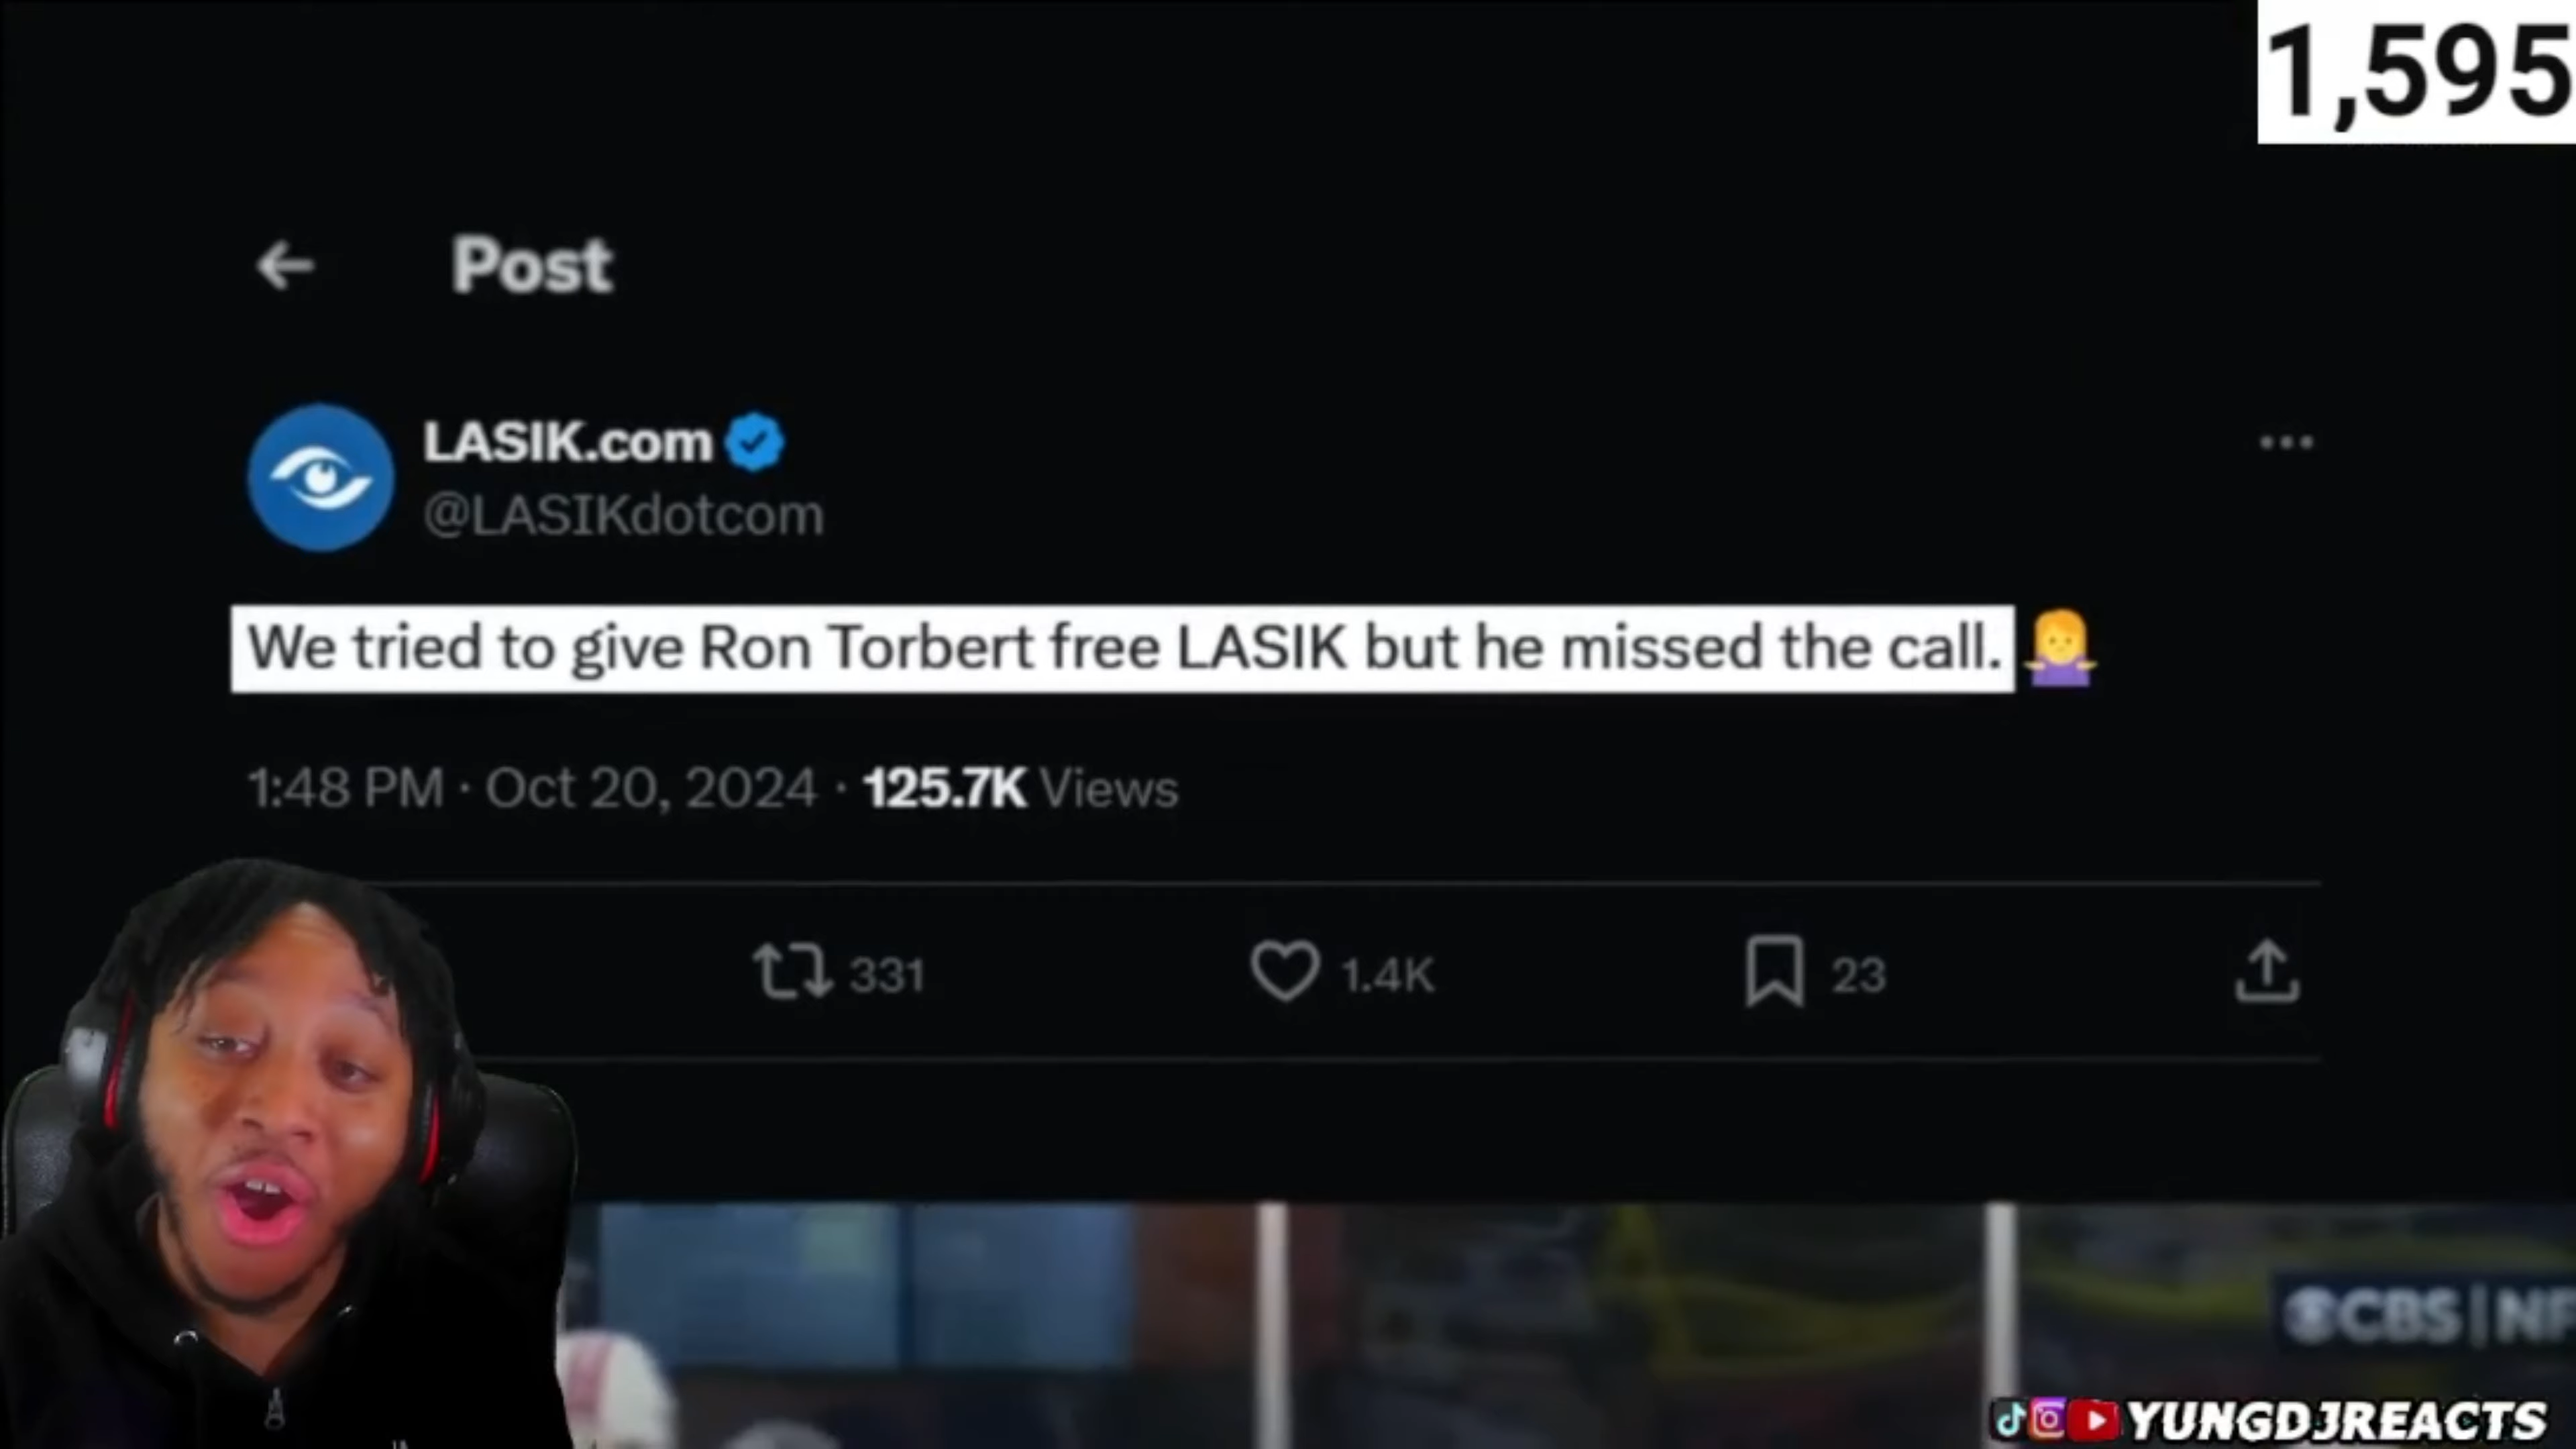 1,595
Post
LASIK.com
@LASIKdotcom
We tried to give Ron Torbert free LASIK but he missed the call.
1:48 PM · Oct 20, 2024 · 125.7K Views
331
1.4K
23
CBS | NF
YUNGDJREACTS